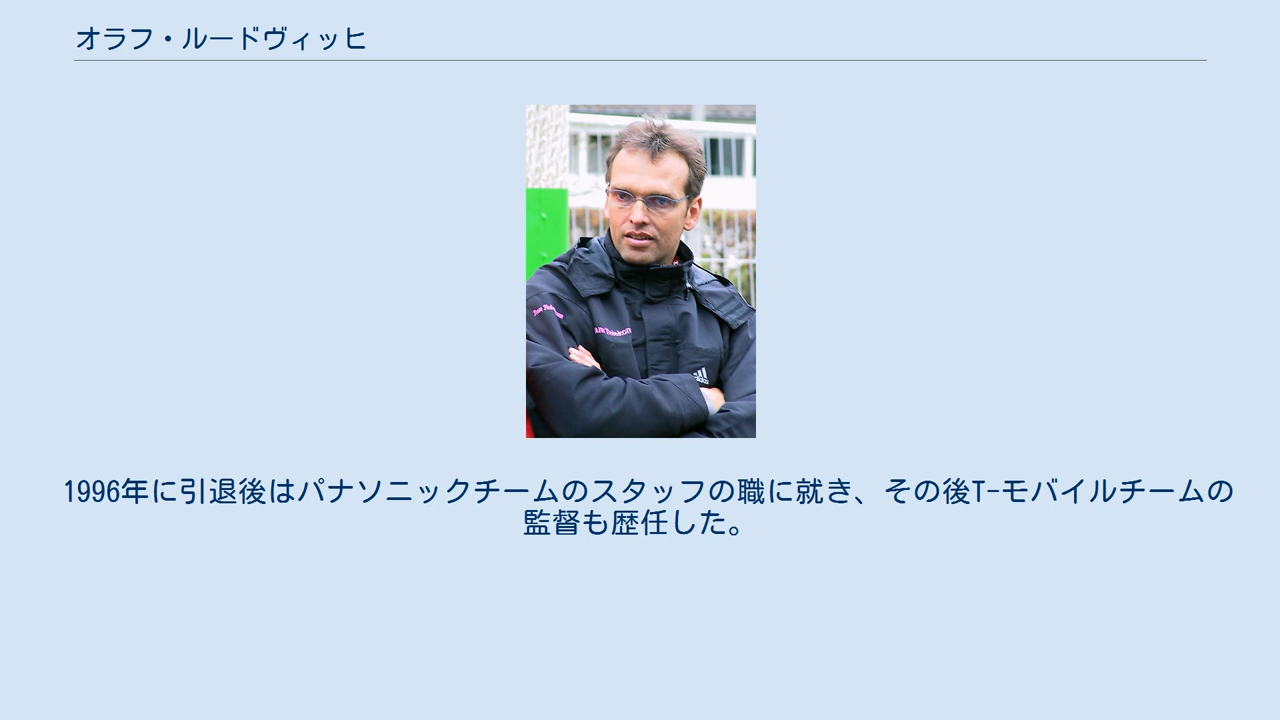 オラフ・ルードヴィッヒ
Team Telekom
adidas
1996年に引退後はパナソニックチームのスタッフの職に就き、その後T-モバイルチームの
監督も歴任した。